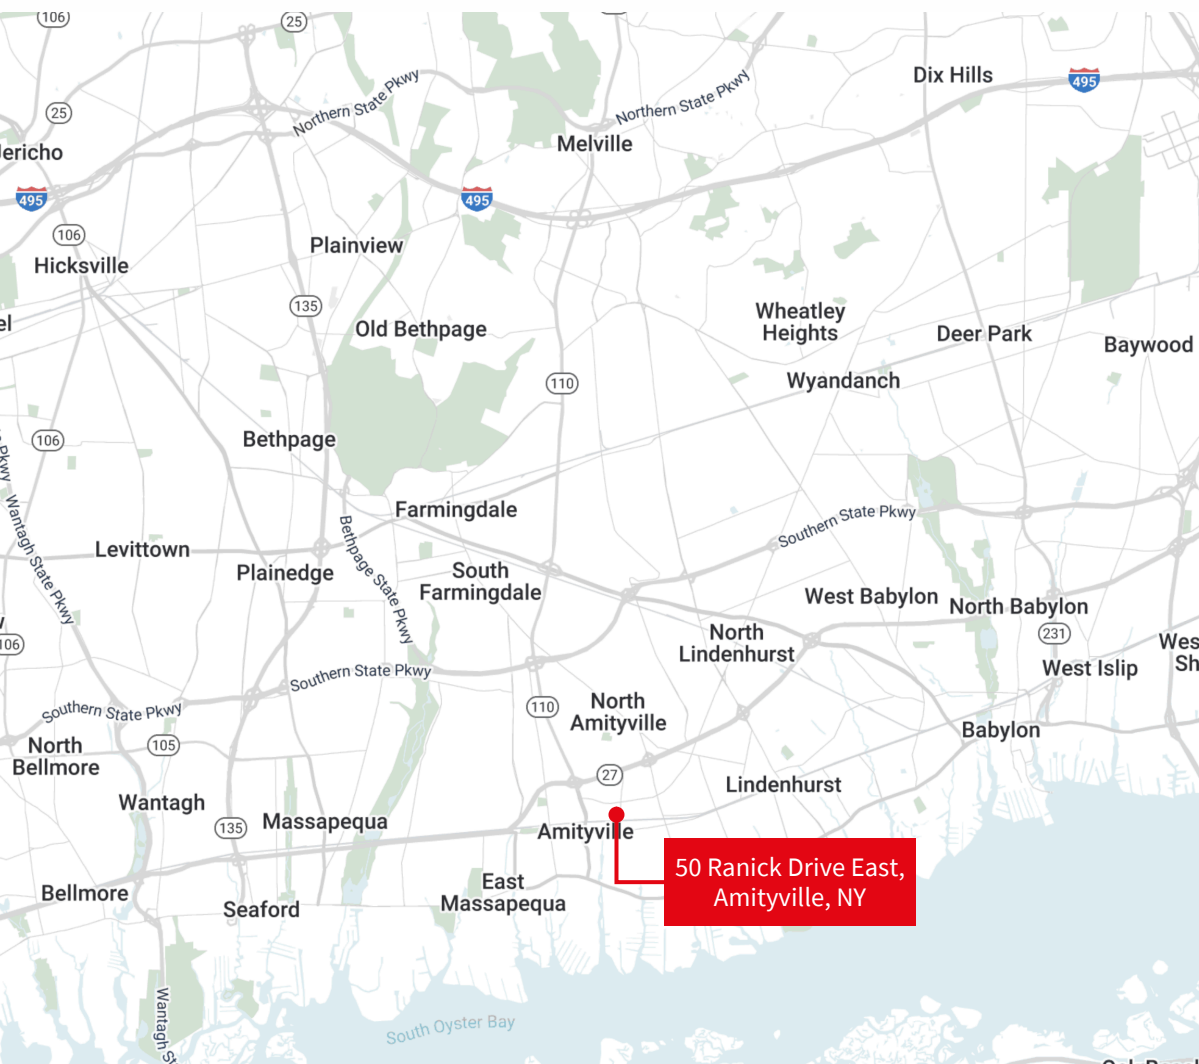 106
25
Northern State Pkwy
Northern State Pkwy
Dix Hills
495
25
Jericho
Melville
495
495
106
Hicksville
Plainview
135
Old Bethpage
Wheatley
Heights
Deer Park
Baywood
110
Wyandanch
106
Bethpage
Farmingdale
Wantagh State Pkwy
Bethpage State Pkwy
Southern State Pkwy
Levittown
Plainedge
South
Farmingdale
West Babylon
North Babylon
106
231
North
Lindenhurst
West Islip
Southern State Pkwy
Southern State Pkwy
110
North
Amityville
Babylon
North
Bellmore
105
27
Lindenhurst
Wantagh
135
Massapequa
Amityville
50 Ranick Drive East,
Amityville, NY
Bellmore
East
Massapequa
Seaford
Wantagh
South Oyster Bay